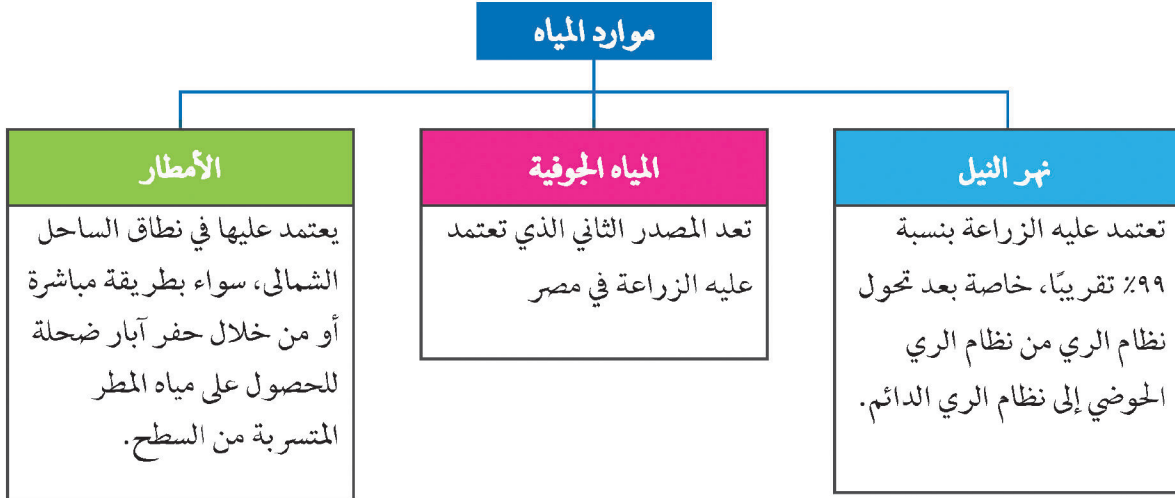 موارد المياه
نهر النيل
تعتمد عليه الزراعة بنسبة
٩٩٪ تقريبًا، خاصة بعد تحول
نظام الري من نظام الري
الحوضي إلى نظام الري الدائم.
المياه الجوفية
تعد المصدر الثاني الذي تعتمد
عليه الزراعة في مصر
الأمطار
يعتمد عليها في نطاق الساحل
الشمالى، سواء بطريقة مباشرة
أو من خلال حفر آبار ضحلة
للحصول على مياه المطر
المتسربة من السطح.